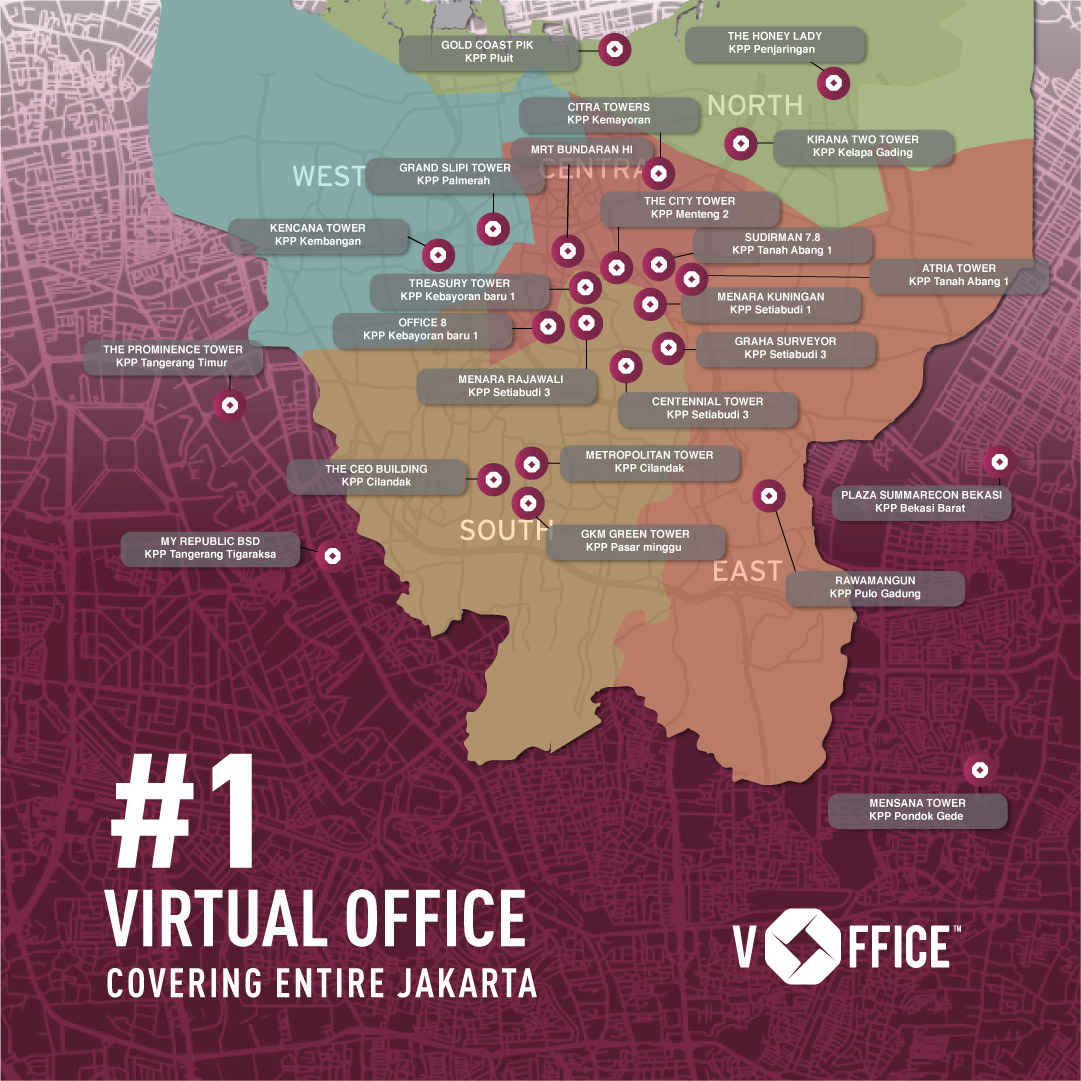 GOLD COAST PIK
KPP Pluit
THE HONEY LADY
KPP Penjaringan
NORTH
CITRA TOWERS
KPP Kemayoran
KIRANA TWO TOWER
KPP Kelapa Gading
MRT BUNDARAN HI
CENTRA
WEST
GRAND SLIPI TOWER
KPP Palmerah
THE CITY TOWER
KPP Menteng 2
KENCANA TOWER
KPP Kembangan
SUDIRMAN 7.8
KPP Tanah Abang 1
ATRIA TOWER
KPP Tanah Abang 1
TREASURY TOWER
KPP Kebayoran baru 1
MENARA KUNINGAN
KPP Setiabudi 1
OFFICE 8
KPP Kebayoran baru 1
GRAHA SURVEYOR
KPP Setiabudi 3
THE PROMINENCE TOWER
KPP Tangerang Timur
MENARA RAJAWALI
KPP Setiabudi 3
CENTENNIAL TOWER
KPP Setiabudi 3
THE CEO BUILDING
KPP Cilandak
METROPOLITAN TOWER
KPP Cilandak
PLAZA SUMMARECON BEKASI
KPP Bekasi Barat
SOUTH
GKM GREEN TOWER
KPP Pasar minggu
MY REPUBLIC BSD
KPP Tangerang Tigaraksa
EAST
RAWAMANGUN
KPP Pulo Gadung
MENSANA TOWER
KPP Pondok Gede
#1
VIRTUAL OFFICE
COVERING ENTIRE JAKARTA
VOFFICE™